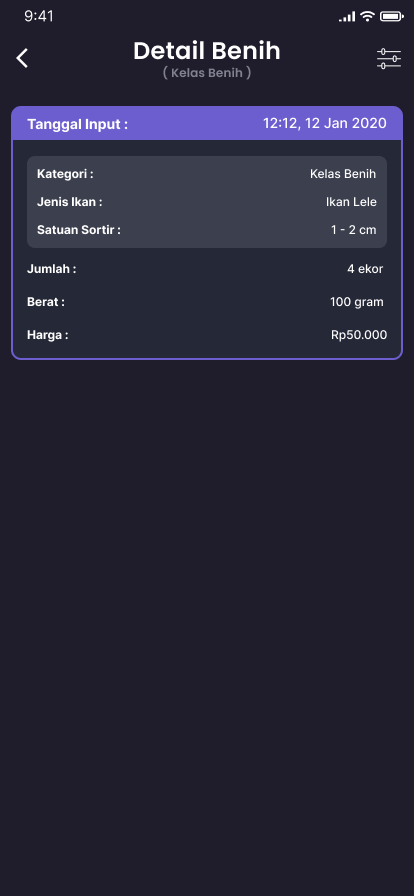 9:41
Detail Benih
( Kelas Benih )
Tanggal Input : 12:12, 12 Jan 2020
Kategori : Kelas Benih
Jenis Ikan : Ikan Lele
Satuan Sortir : 1 - 2 cm
Jumlah : 4 ekor
Berat : 100 gram
Harga : Rp50.000